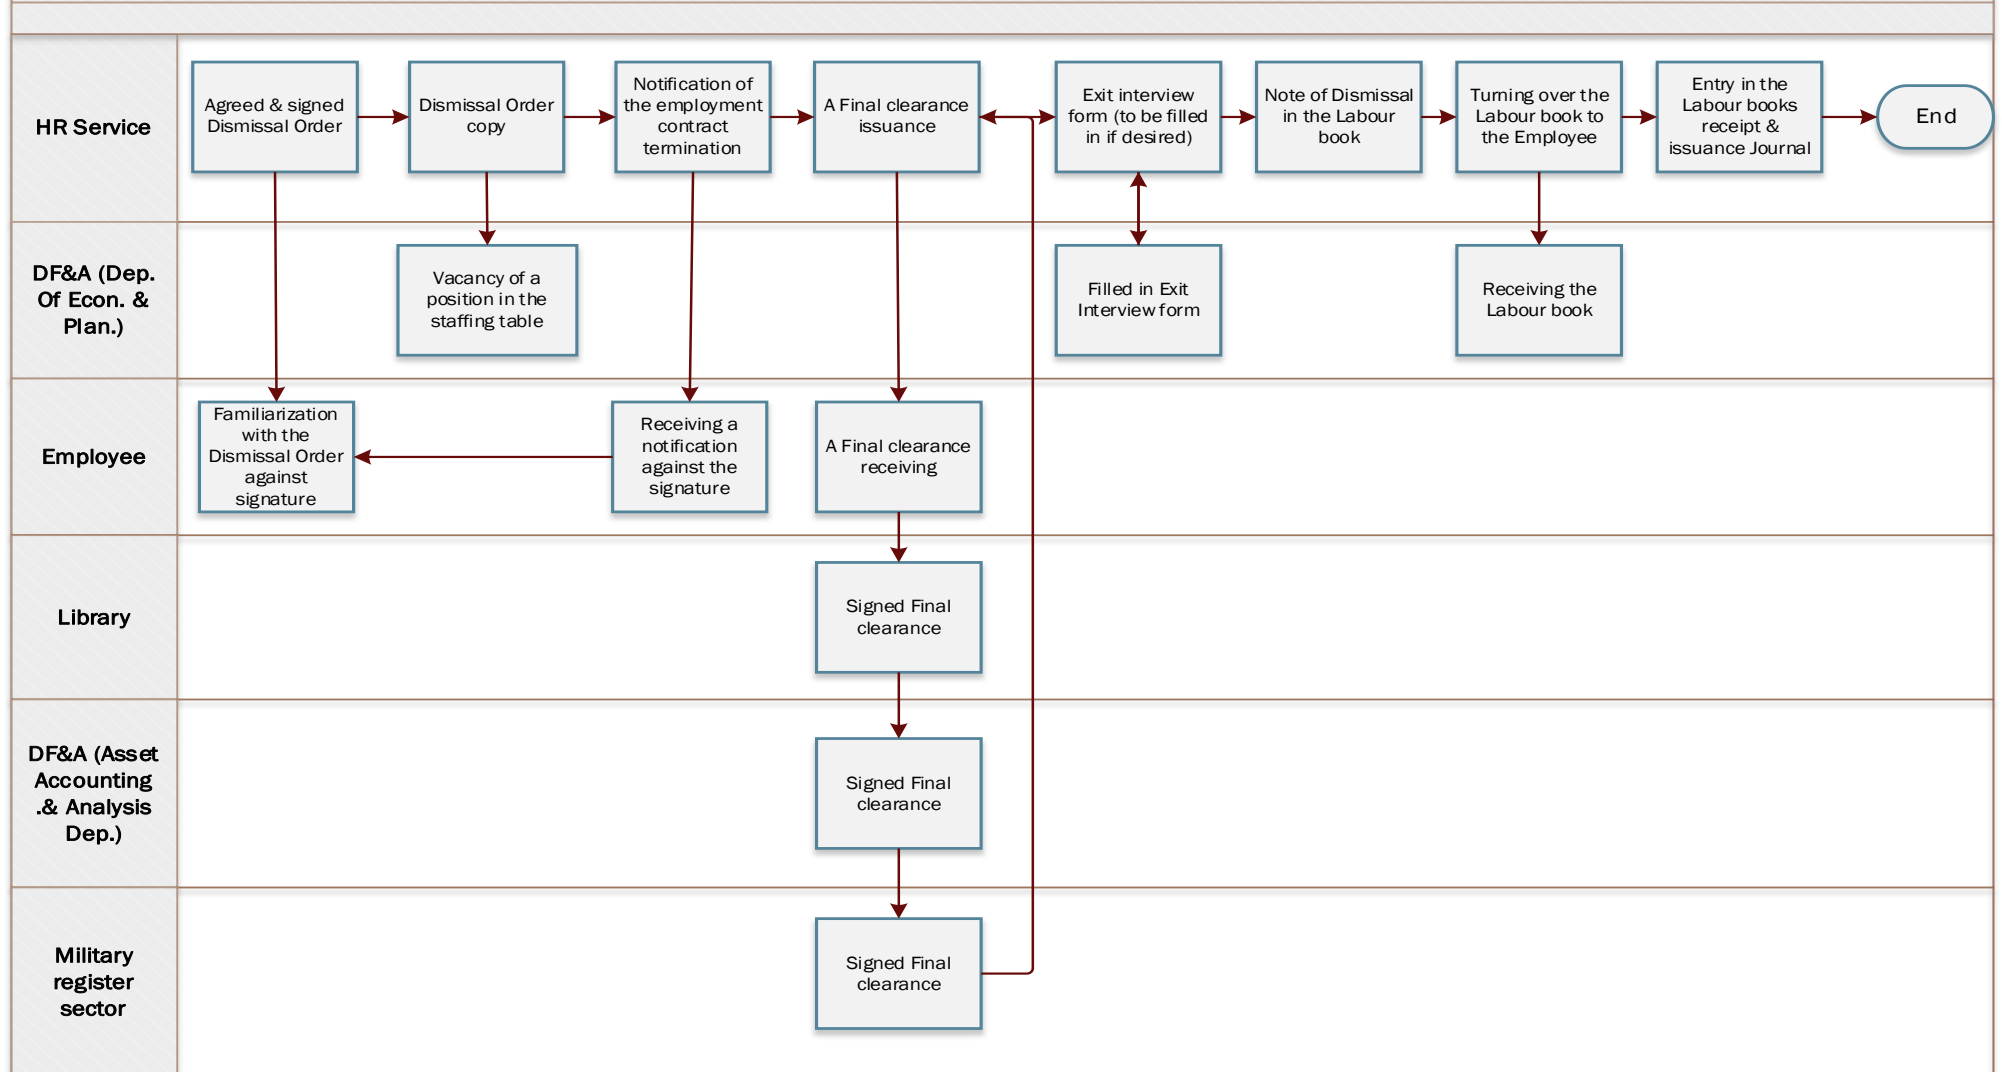 HR Service
Agreed & signed
Dismissal Order
Dismissal Order
copy
Notification of
the employment
contract
termination
A Final clearance
issuance
Exit interview
form (to be filled
in if desired)
Note of Dismissal
in the Labour
book
Turning over the
Labour book to
the Employee
Entry in the
Labour books
receipt &
issuance Journal
End
DF&A (Dep.
Of Econ. &
Plan.)
Vacancy of a
position in the
staffing table
Filled in Exit
Interview form
Receiving the
Labour book
Employee
Familiarization
with the
Dismissal Order
against
signature
Receiving a
notification
against the
signature
A Final clearance
receiving
Library
Signed Final
clearance
DF&A (Asset
Accounting
.& Analysis
Dep.)
Signed Final
clearance
Military
register
sector
Signed Final
clearance